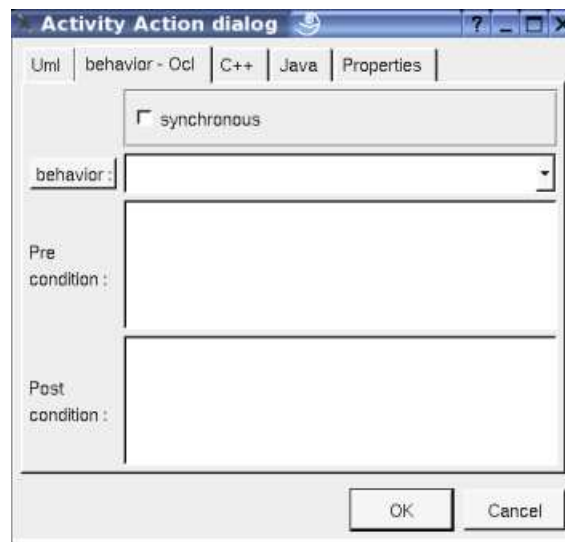 Activity Action dialog
Uml behavior - Ocl C++ Java Properties
synchronous
behavior :
Pre
condition :
Post
condition :
OK Cancel